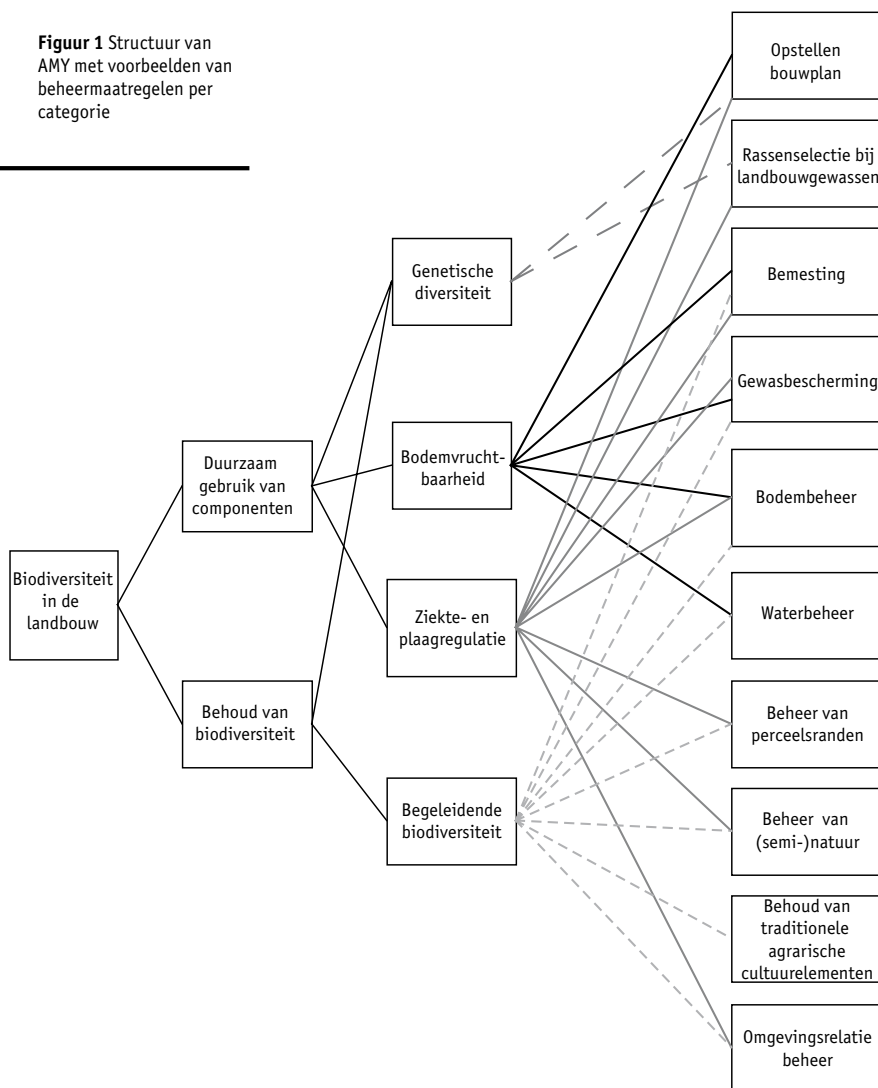 Figuur 1 Structuur van
AMY met voorbeelden van
beheermaatregelen per
categorie
Biodiversiteit
in de
landbouw
Duurzaam
gebruik van
componenten
Behoud van
biodiversiteit
Genetische
diversiteit
Bodemvrucht-
baarheid
Ziekte- en
plaagregulatie
Begeleidende
biodiversiteit
Opstellen
bouwplan
Rassenselectie bij
landbouwgewassen
Bemesting
Gewasbescherming
Bodembeheer
Waterbeheer
Beheer van
perceelsranden
Beheer van
(semi-)natuur
Behoud van
traditionele
agrarische
cultuurelementen
Omgevingsrelatie
beheer